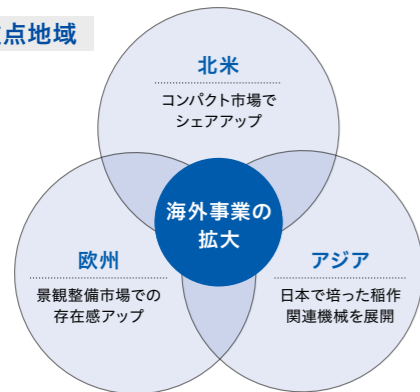 点地域
北米
コンパクト市場で
シェアアップ
海外事業の
拡大
欧州
景観整備市場での
存在感アップ
アジア
日本で培った稲作
関連機械を展開